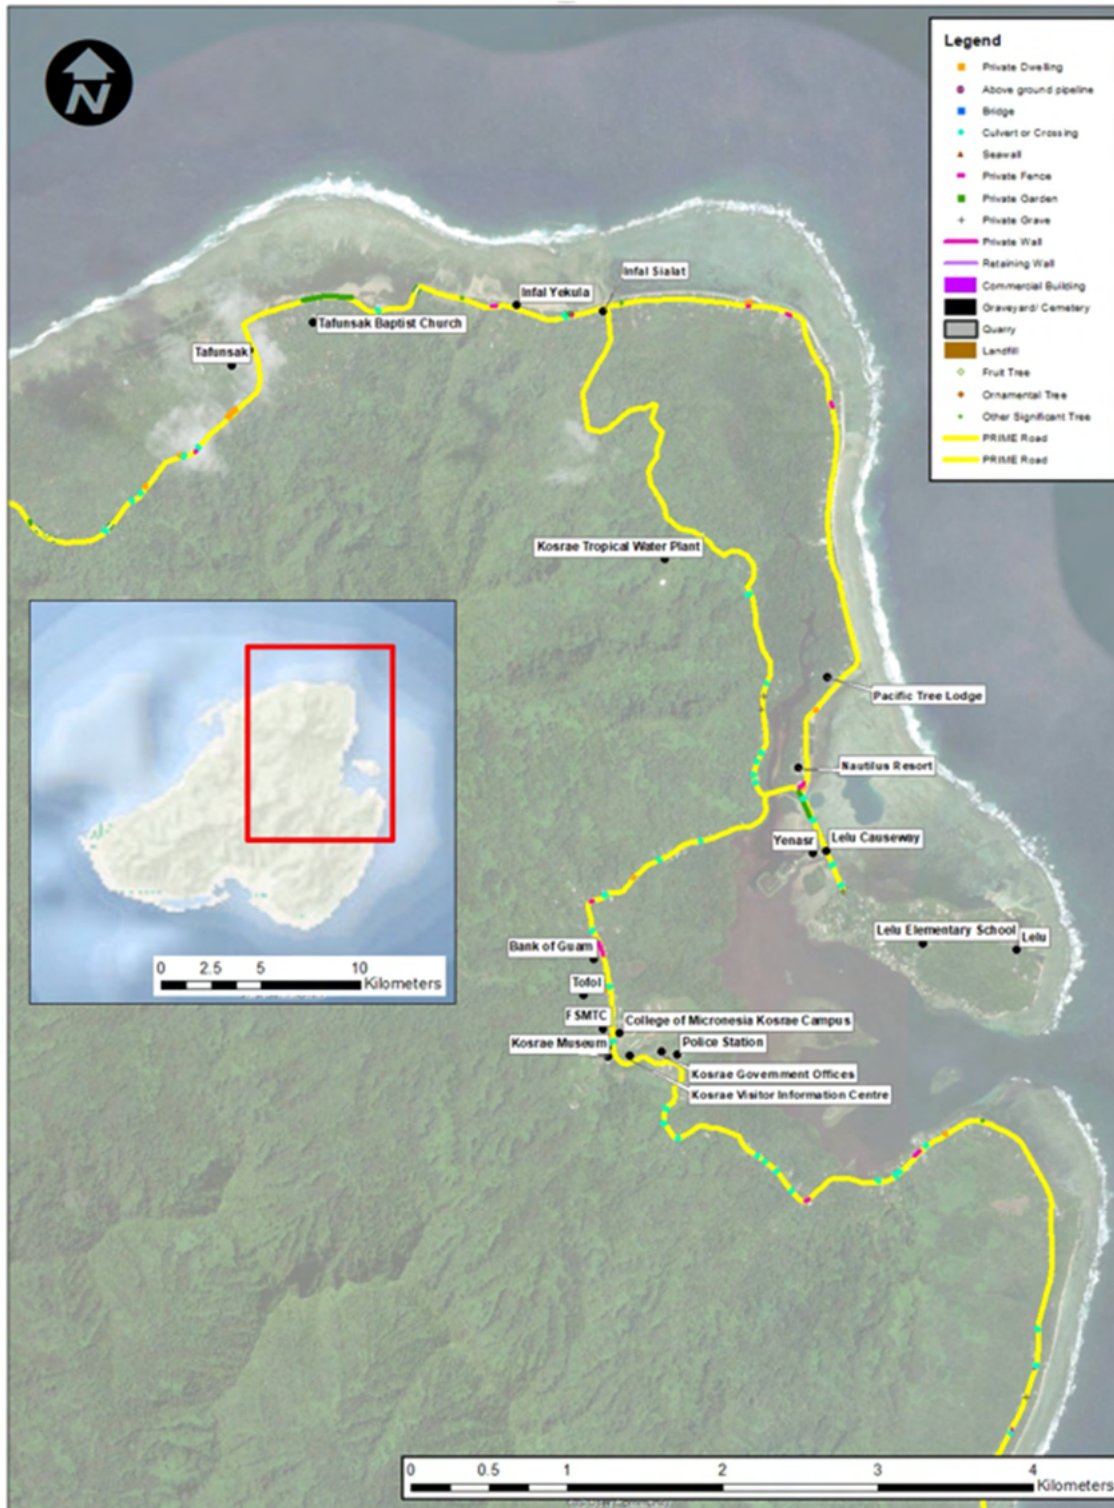 N
Legend
Private Dwelling
Above ground pipeline
Bridge
Culvert or Crossing
Seawall
Private Fence
Private Garden
Private Grave
Private Wall
Retaining Wall
Commercial Building
Graveyard/ Cemetery
Quarry
Landfill
Fruit Tree
Ornamental Tree
Other Significant Tree
PRIME Road
PRIME Road
Infal Sialat
Infal Yekula
Tafunsak Baptist Church
Tafunsak
Kosrae Tropical Water Plant
Pacific Tree Lodge
Nautilus Resort
Yenasr
Lelu Causeway
Lelu Elementary School
Lelu
Bank of Guam
Tofol
FSMTC
College of Micronesia Kosrae Campus
Kosrae Museum
Police Station
Kosrae Government Offices
Kosrae Visitor Information Centre
0 2.5 5 10
Kilometers
0 0.5 1 2 3 4
Kilometers